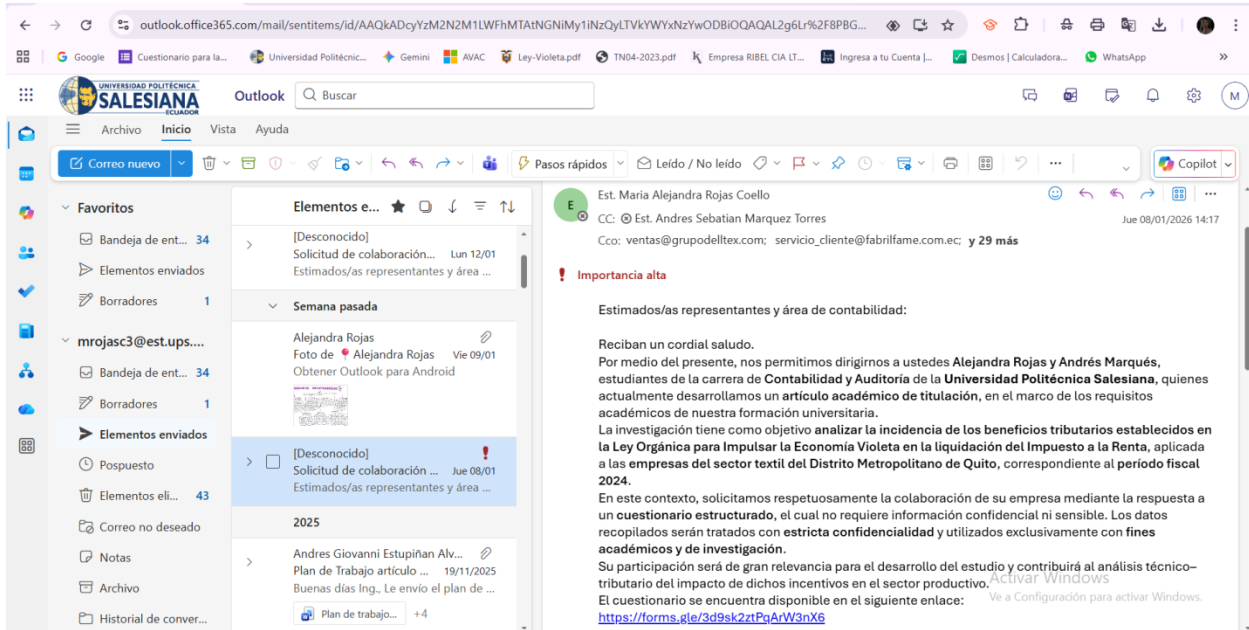 outlook.office365.com/mail/sentitems/id/AAQkADcyYzM2N2M1LWFhMTAtNGNiMy1iNzQyLTVkYWYxNzYwODBiOQAQAL2g6Lr%2F8PBG...
Google
Cuestionario para la...
Universidad Politécnic...
Gemini
AVAC
Ley-Violeta.pdf
TN04-2023.pdf
Empresa RIBEL CIA LT...
Ingresa a tu Cuenta |...
Desmos | Calculadora...
WhatsApp
UNIVERSIDAD POLITÉCNICA
SALESIANA
ECUADOR
Outlook
Buscar
M
Archivo
Inicio
Vista
Ayuda
Correo nuevo
Pasos rápidos
Leído / No leído
Copilot
Favoritos
Bandeja de ent... 34
Elementos enviados
Borradores 1
mrojasc3@est.ups....
Bandeja de ent... 34
Borradores 1
Elementos enviados
Pospuesto
Elementos eli... 43
Correo no deseado
Notas
Archivo
Historial de conver...
Elementos e...
[Desconocido]
Solicitud de colaboración... Lun 12/01
Estimados/as representantes y área ...
Semana pasada
Alejandra Rojas
Foto de 📍 Alejandra Rojas Vie 09/01
Obtener Outlook para Android
[Desconocido]
Solicitud de colaboración ... Jue 08/01
Estimados/as representantes y área ...
2025
Andres Giovanni Estupiñan Alv...
Plan de Trabajo artículo ... 19/11/2025
Buenas días Ing., Le envío el plan de ...
Plan de trabajo... +4
E
Est. Maria Alejandra Rojas Coello
CC: Est. Andres Sebatian Marquez Torres
Jue 08/01/2026 14:17
Cco: ventas@grupodelltex.com; servicio_cliente@fabrilfame.com.ec; y 29 más
Importancia alta
Estimados/as representantes y área de contabilidad:
Reciban un cordial saludo.
Por medio del presente, nos permitimos dirigirnos a ustedes Alejandra Rojas y Andrés Marqués,
estudiantes de la carrera de Contabilidad y Auditoría de la Universidad Politécnica Salesiana, quienes
actualmente desarrollamos un artículo académico de titulación, en el marco de los requisitos
académicos de nuestra formación universitaria.
La investigación tiene como objetivo analizar la incidencia de los beneficios tributarios establecidos en
la Ley Orgánica para Impulsar la Economía Violeta en la liquidación del Impuesto a la Renta, aplicada
a las empresas del sector textil del Distrito Metropolitano de Quito, correspondiente al período fiscal
2024.
En este contexto, solicitamos respetuosamente la colaboración de su empresa mediante la respuesta a
un cuestionario estructurado, el cual no requiere información confidencial ni sensible. Los datos
recopilados serán tratados con estricta confidencialidad y utilizados exclusivamente con fines
académicos y de investigación.
Su participación será de gran relevancia para el desarrollo del estudio y contribuirá al análisis técnico–
tributario del impacto de dichos incentivos en el sector productivo.
El cuestionario se encuentra disponible en el siguiente enlace:
https://forms.gle/3d9sk2ztPqArW3nX6
Activar Windows
Ve a Configuración para activar Windows.